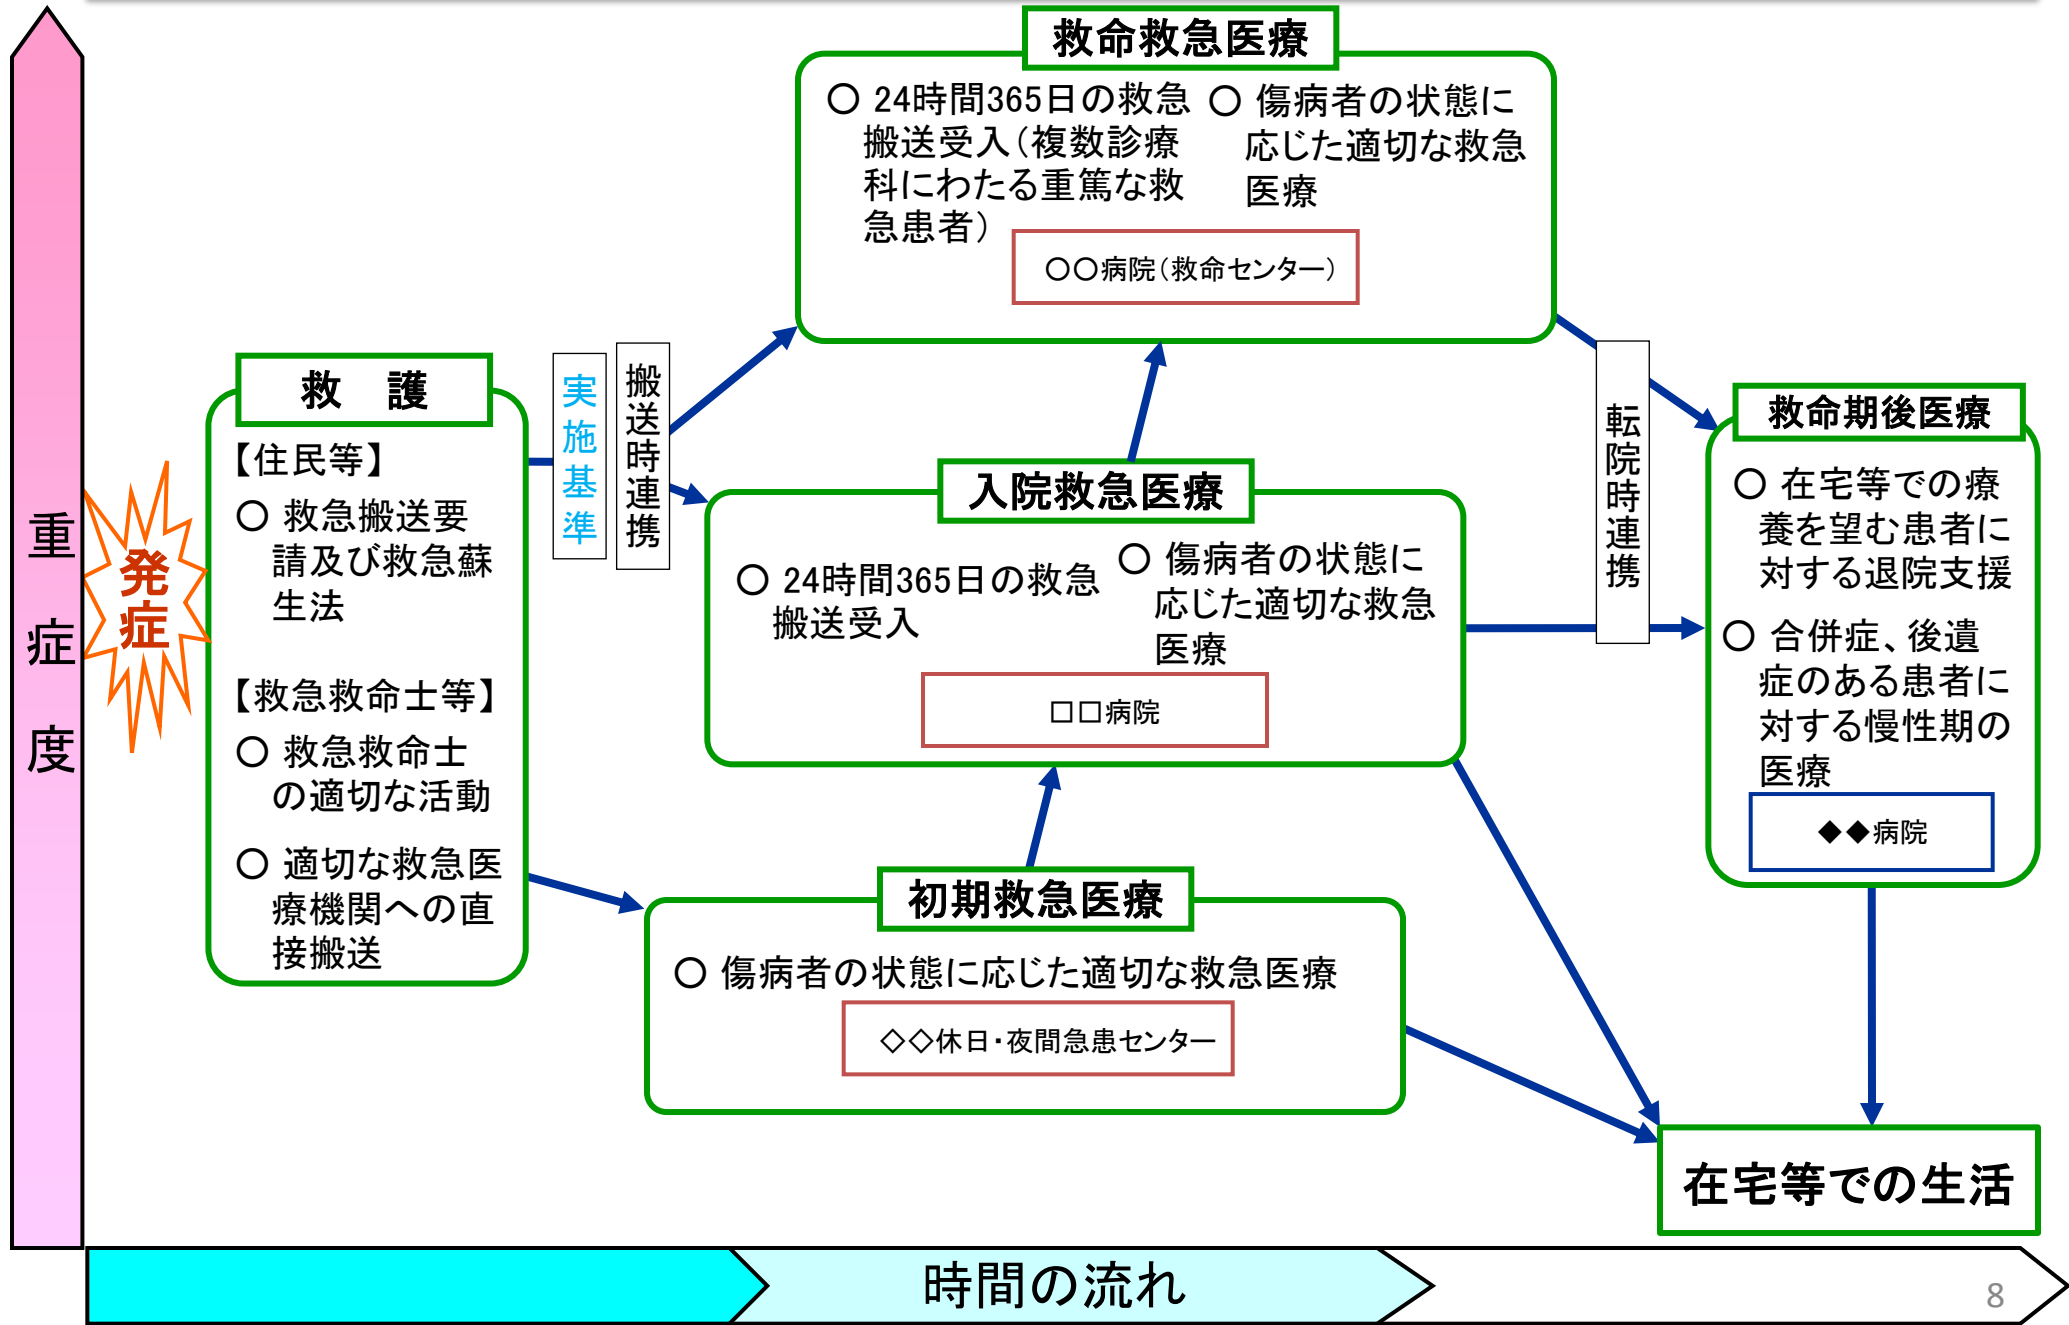 救命救急医療
○ 24時間365日の救急
搬送受入（複数診療
科にわたる重篤な救
急患者）
○ 傷病者の状態に
応じた適切な救急
医療
○○病院（救命センター）
重症度
発症
救　護
【住民等】
○ 救急搬送要
請及び救急蘇
生法
【救急救命士等】
○ 救急救命士
の適切な活動
○ 適切な救急医
療機関への直
接搬送
実施基準
搬送時連携
入院救急医療
○ 24時間365日の救急
搬送受入
○ 傷病者の状態に
応じた適切な救急
医療
□□病院
初期救急医療
○ 傷病者の状態に応じた適切な救急医療
◇◇休日・夜間急患センター
転院時連携
救命期後医療
○ 在宅等での療
養を望む患者に
対する退院支援
○ 合併症、後遺
症のある患者に
対する慢性期の
医療
◆◆病院
在宅等での生活
時間の流れ
8